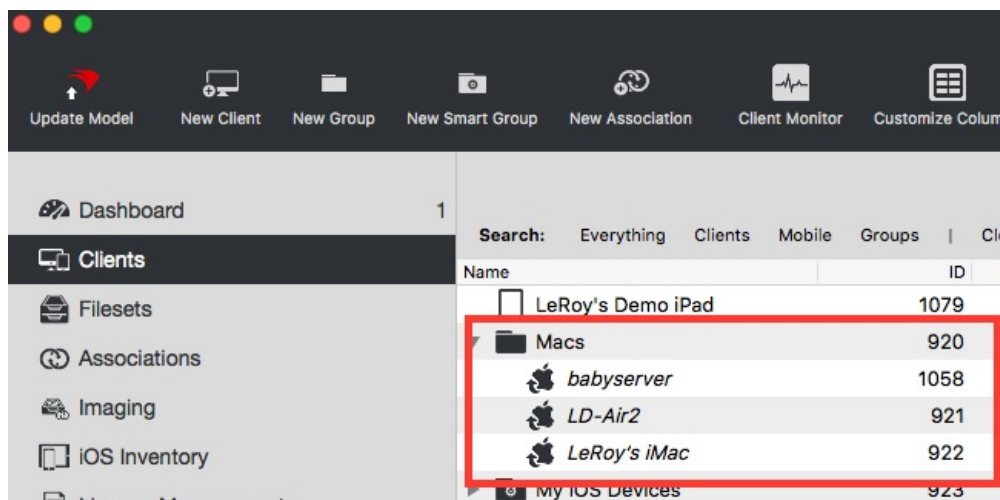 Update Model
New Client
New Group
New Smart Group
New Association
Client Monitor
Customize Colum
Dashboard 1
Clients
Filesets
Associations
Imaging
iOS Inventory
Search: Everything Clients Mobile Groups | Cl
Name ID
LeRoy's Demo iPad 1079
Macs 920
babyserver 1058
LD-Air2 921
LeRoy's iMac 922
My iOS Devices 923